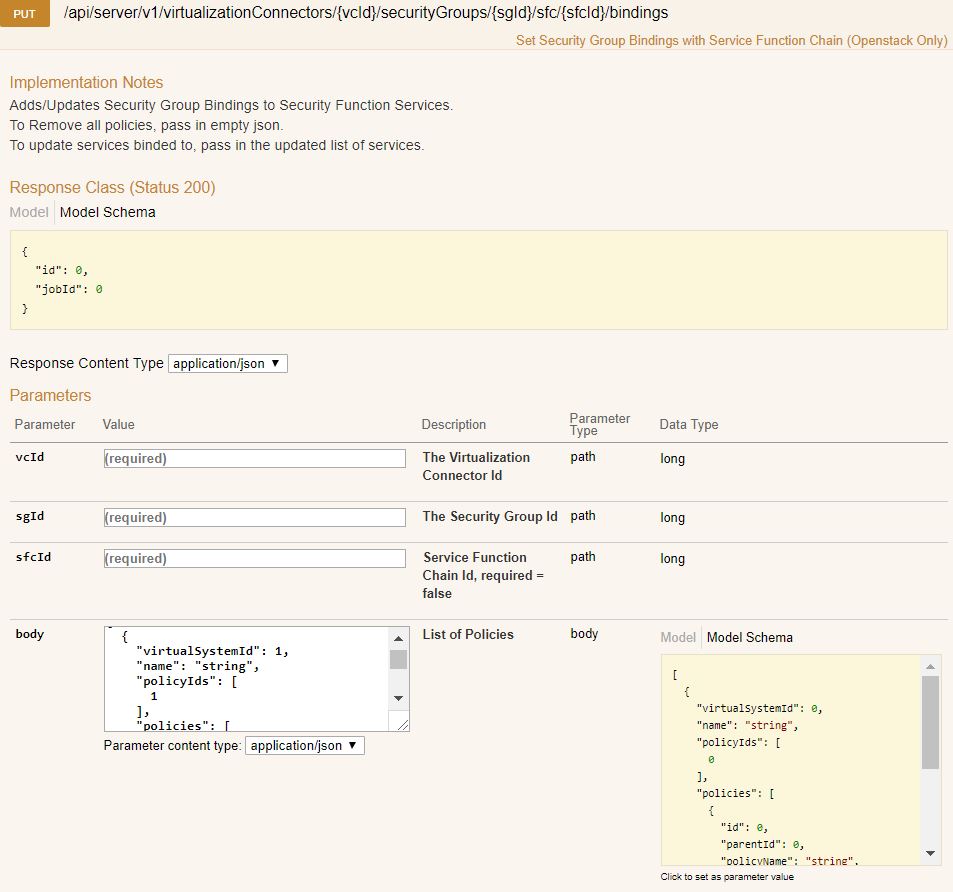 PUT /api/server/v1/virtualizationConnectors/{vcId}/securityGroups/{sgId}/sfc/{sfcId}/bindings
Set Security Group Bindings with Service Function Chain (Openstack Only)
Implementation Notes
Adds/Updates Security Group Bindings to Security Function Services.
To Remove all policies, pass in empty json.
To update services binded to, pass in the updated list of services.
Response Class (Status 200)
Model Model Schema
{
"id": 0,
"jobId": 0
}
Response Content Type application/json ▼
Parameters
Parameter Value Description Parameter Type Data Type
vcId (required) The Virtualization path long
Connector Id
sgId (required) The Security Group Id path long
sfcId (required) Service Function path long
Chain Id, required =
false
body List of Policies body
{
"virtualSystemId": 1,
"name": "string",
"policyIds": [
1
],
"policies": [
Parameter content type: application/json ▼
Model Model Schema
[
{
"virtualSystemId": 0,
"name": "string",
"policyIds": [
0
],
"policies": [
{
"id": 0,
"parentId": 0,
"policyName": "string",
Click to set as parameter value